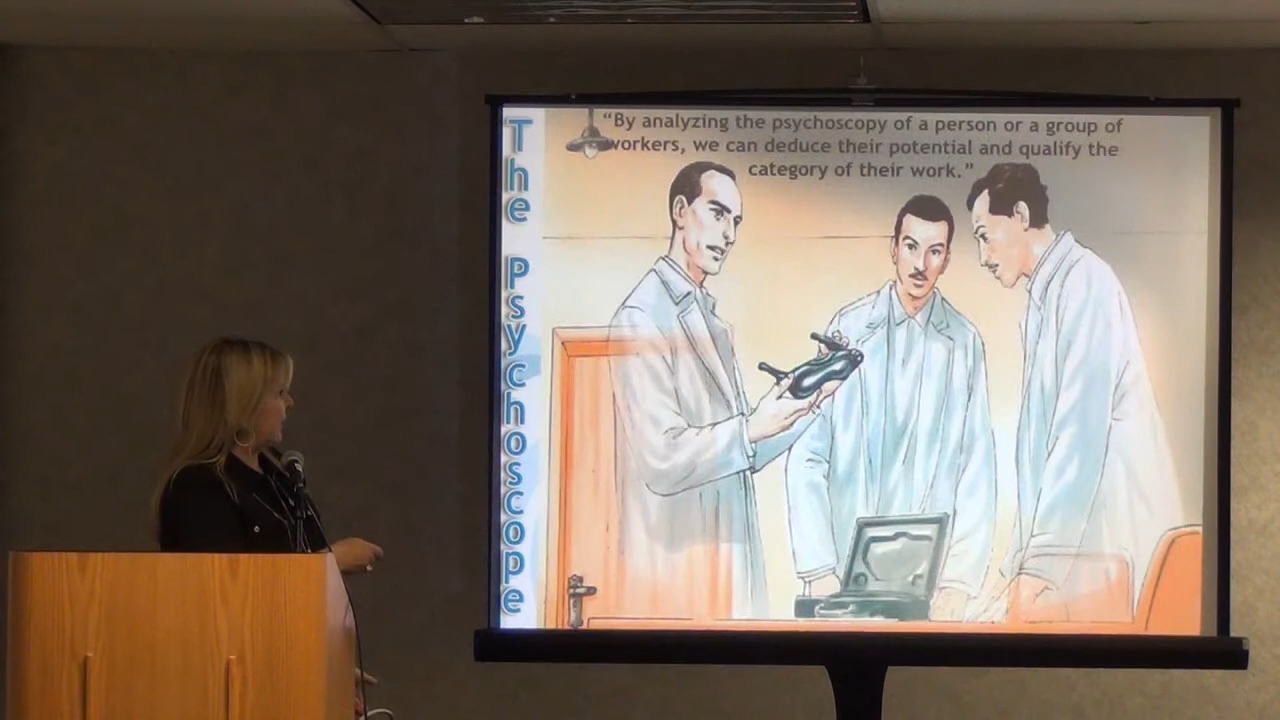 The Psychoscope
“By analyzing the psychoscopy of a person or a group of
workers, we can deduce their potential and qualify the
category of their work.”